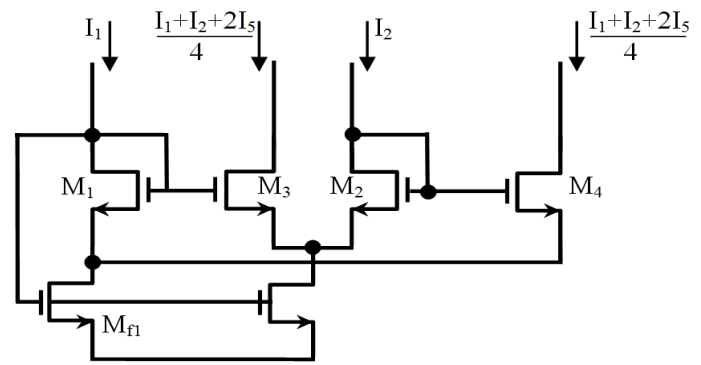 I₁
I₁+I₂+2I₅
4
I₂
I₁+I₂+2I₅
4
M₁
M₃
M₂
M₄
Mf1